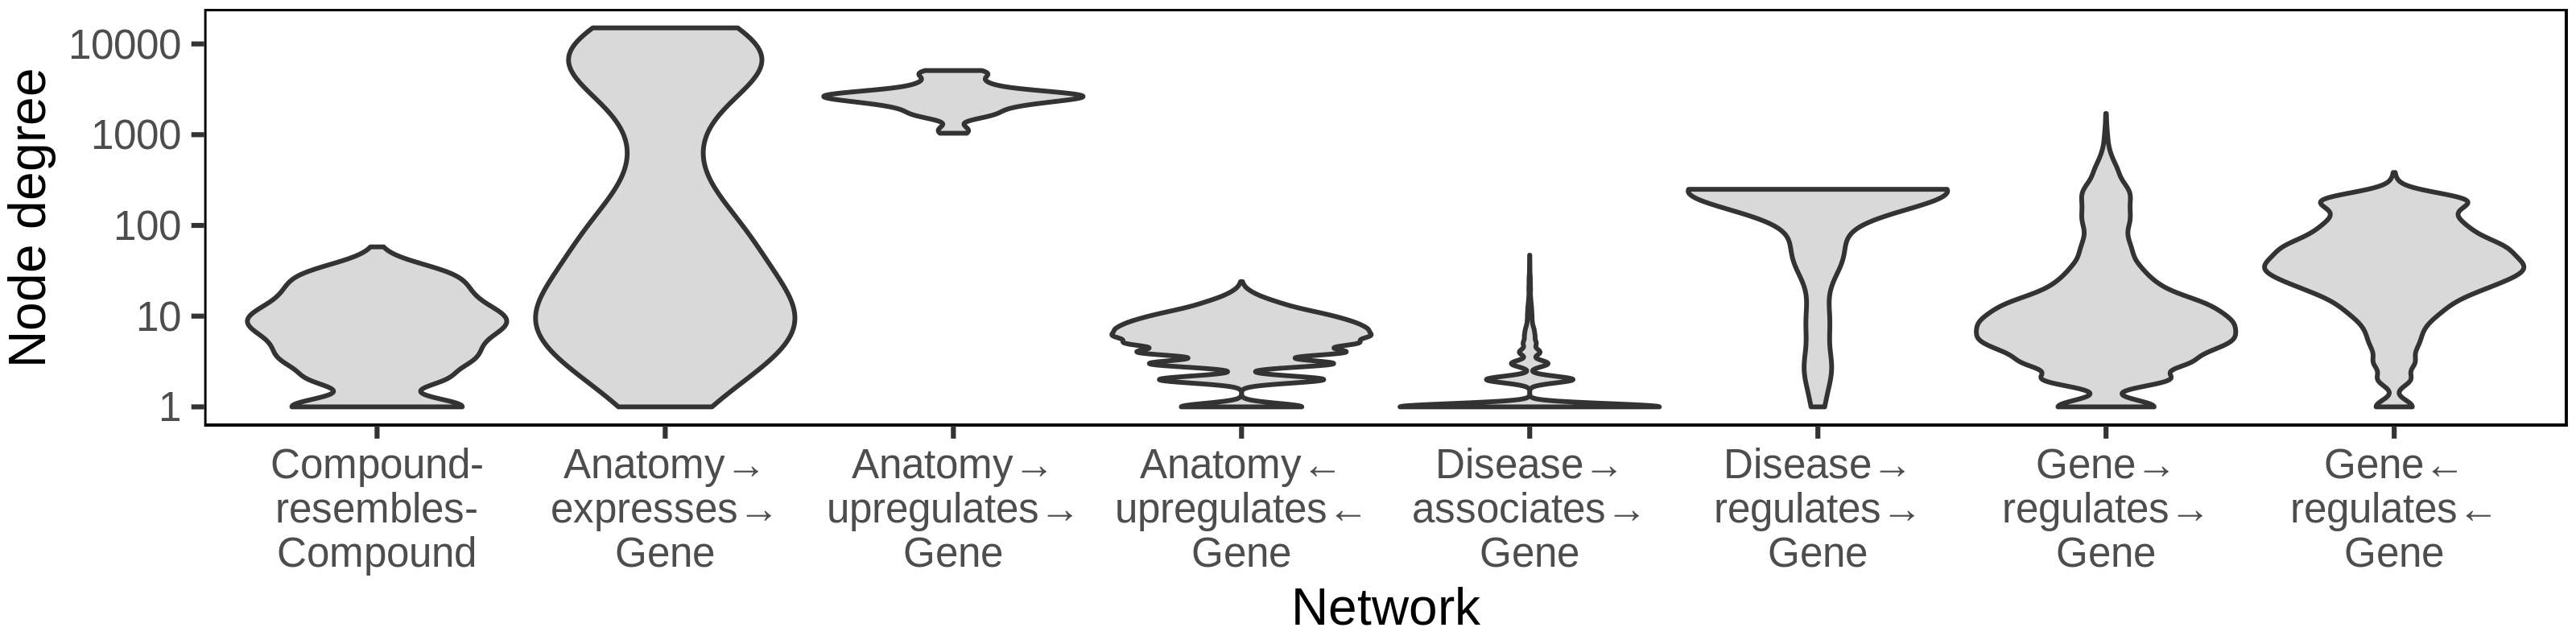 Node degree
10000
1000
100
10
1
Compound-
resembles-
Compound
Anatomy→
expresses→
Gene
Anatomy→
upregulates→
Gene
Anatomy←
upregulates←
Gene
Disease→
associates→
Gene
Disease→
regulates→
Gene
Gene→
regulates→
Gene
Gene←
regulates←
Gene
Network